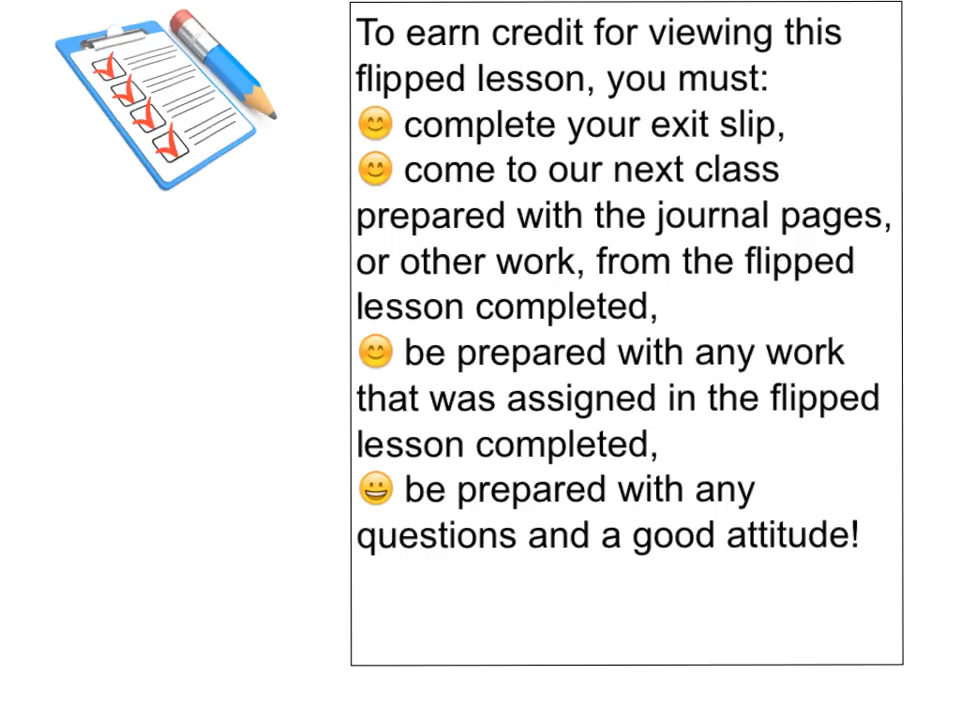 To earn credit for viewing this
flipped lesson, you must:
😊 complete your exit slip,
😊 come to our next class
prepared with the journal pages,
or other work, from the flipped
lesson completed,
😊 be prepared with any work
that was assigned in the flipped
lesson completed,
😀 be prepared with any
questions and a good attitude!